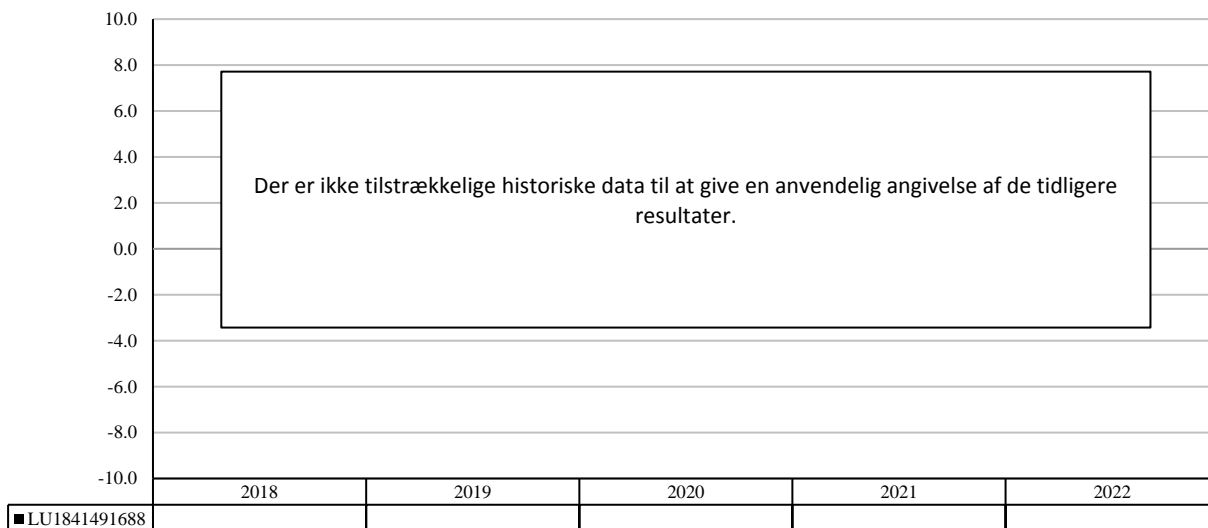 10.0
8.0
6.0
4.0
2.0
0.0
-2.0
-4.0
-6.0
-8.0
-10.0
Der er ikke tilstrækkelige historiske data til at give en anvendelig angivelse af de tidligere
resultater.
2018 2019 2020 2021 2022
LU1841491688